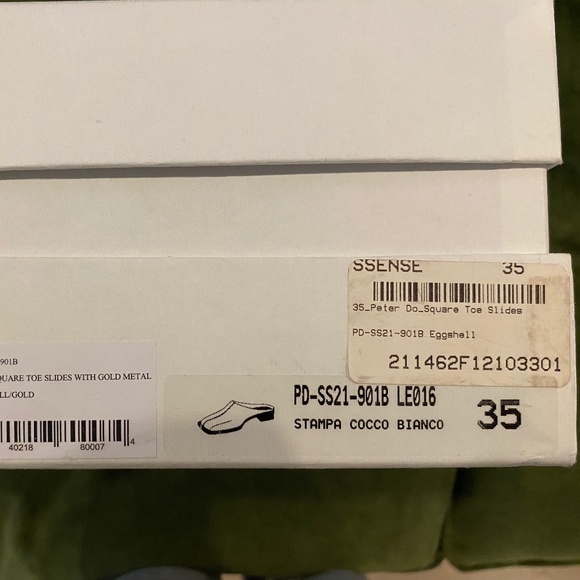 SSENSE 35
35_Peter Do_Square Toe Slides
PD-SS21-901B Eggshell
211462F12103301
901B
QUARE TOE SLIDES WITH GOLD METAL
LL/GOLD
40218 80007 4
PD-SS21-901B LE016
STAMPA COCCO BIANCO 35